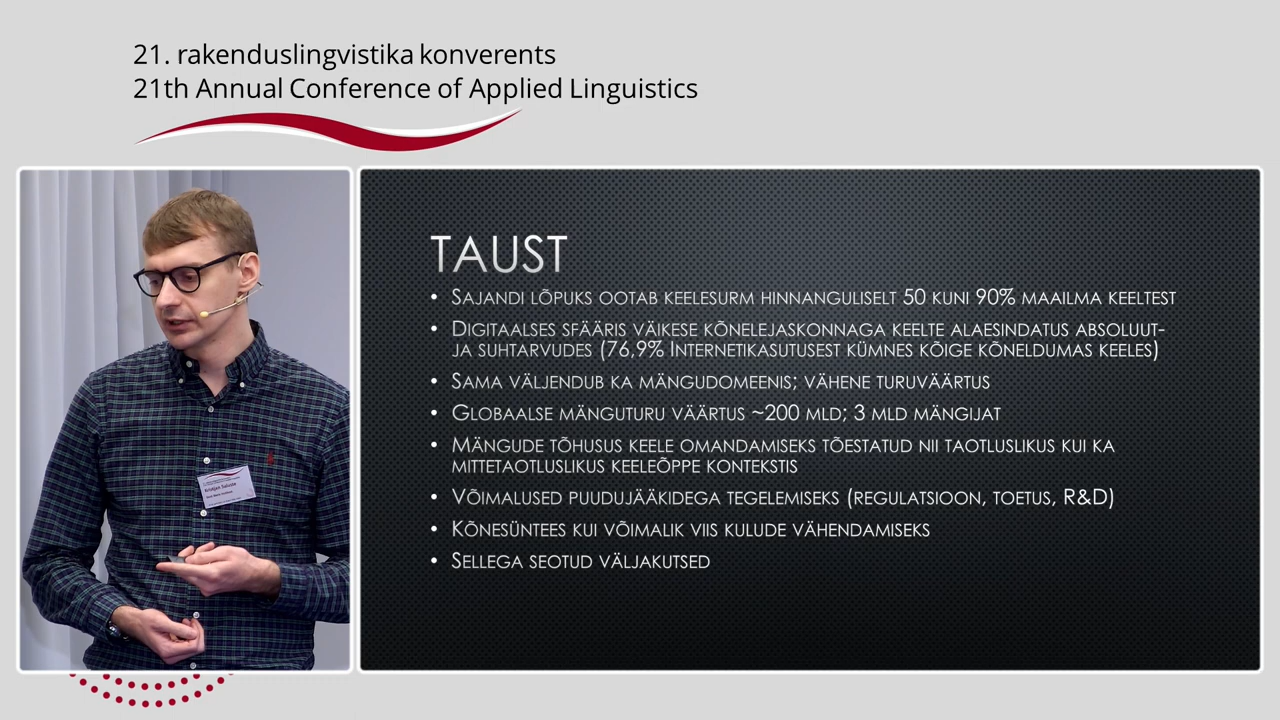 21. rakenduslingvistika konverents
21th Annual Conference of Applied Linguistics
TAUST
• SAJANDI LÕPUKS OOTAB KEELESURM HINNANGULISELT 50 KUNI 90% MAAILMA KEELTEST
• DIGITAALSES SFÄÄRIS VÄIKESE KÕNELEJASKONNAGA KEELTE ALAESINDATUS ABSOLUUT-
JA SUHTARVUDES (76,9% INTERNETIKASUTUSEST KÜMNES KÕIGE KÕNELDUMAS KEELES)
• SAMA VÄLJENDUB KA MÄNGUDOMEENIS; VÄHENE TURUVÄÄRTUS
• GLOBAALSE MÄNGUTURU VÄÄRTUS ~200 MLD; 3 MLD MÄNGIJAT
• MÄNGUDE TÕHUSUS KEELE OMANDAMISEKS TÕESTATUD NII TAOTLUSLIKUS KUI KA
MITTETAOTLUSLIKUS KEELEÕPPE KONTEKSTIS
• VÕIMALUSED PUUDUJÄÄKIDEGA TEGELEMISEKS (REGULATSIOON, TOETUS, R&D)
• KÕNESÜNTEES KUI VÕIMALIK VIIS KULUDE VÄHENDAMISEKS
• SELLEGA SEOTUD VÄLJAKUTSED
Kristjan Suluste